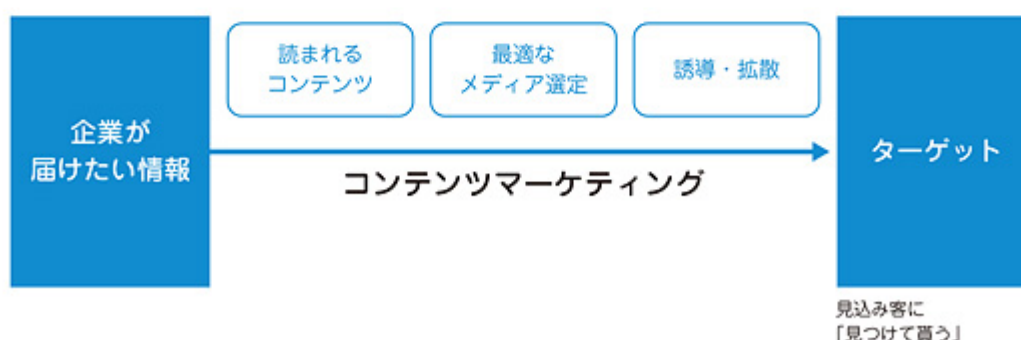 企業が
届けたい情報
読まれる
コンテンツ
最適な
メディア選定
誘導・拡散
コンテンツマーケティング
ターゲット
見込み客に
「見つけて貰う」